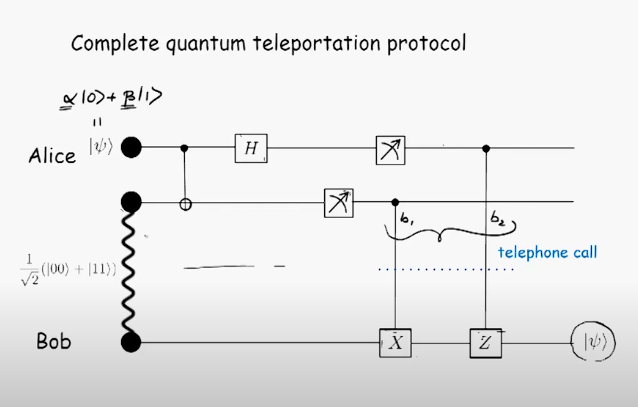 Complete quantum teleportation protocol
α|0⟩+β|1⟩
=
Alice |ψ⟩
H
b₁
b₂
telephone call
1/√2 (|00⟩ + |11⟩)
Bob
X
Z
|ψ⟩